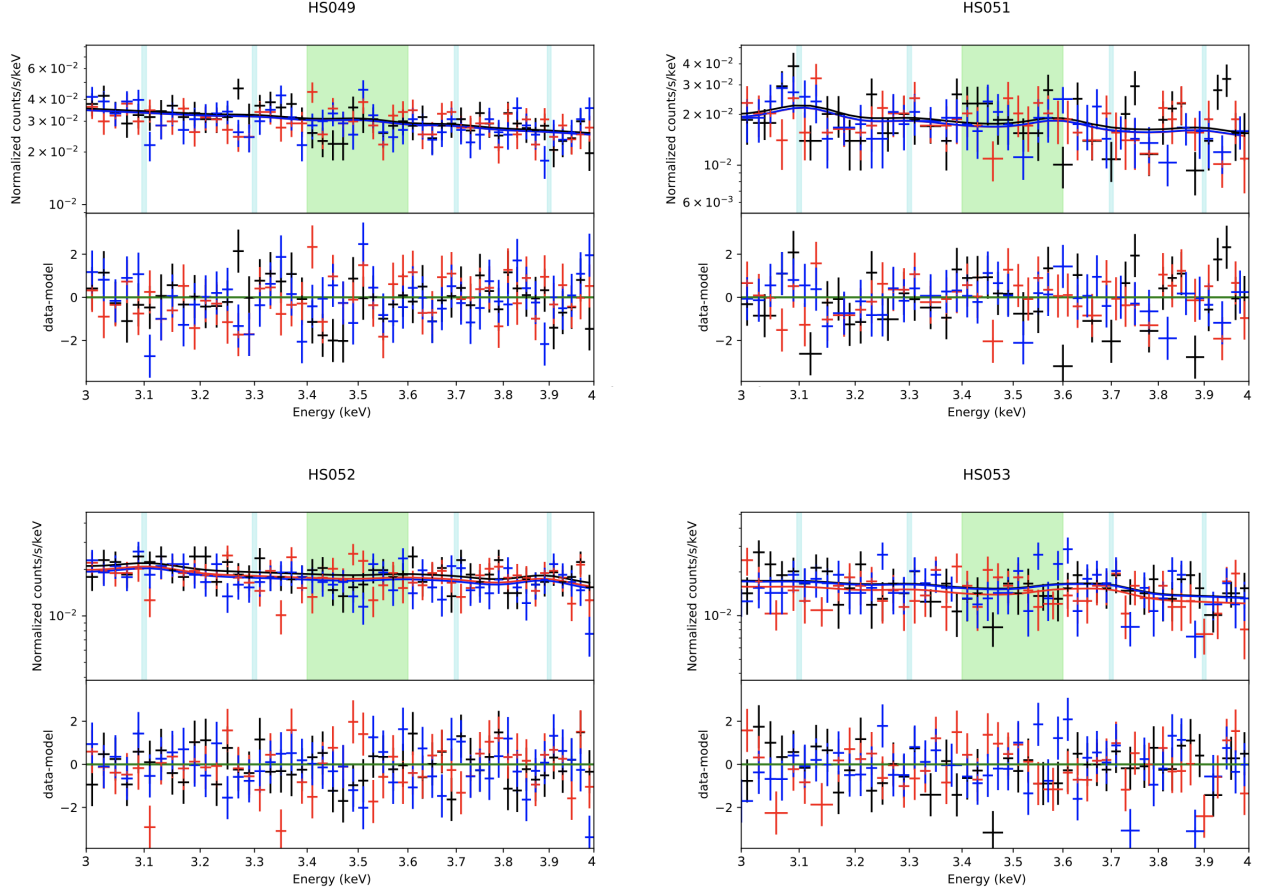 HS049
HS051
Normalized counts/s/keV
6 × 10⁻²
4 × 10⁻²
3 × 10⁻²
2 × 10⁻²
10⁻²
data-model
2
0
−2
3 3.1 3.2 3.3 3.4 3.5 3.6 3.7 3.8 3.9 4
Energy (keV)
Normalized counts/s/keV
4 × 10⁻²
3 × 10⁻²
2 × 10⁻²
10⁻²
6 × 10⁻³
data-model
2
0
−2
3 3.1 3.2 3.3 3.4 3.5 3.6 3.7 3.8 3.9 4
Energy (keV)
HS052
HS053
Normalized counts/s/keV
10⁻²
data-model
2
0
−2
3 3.1 3.2 3.3 3.4 3.5 3.6 3.7 3.8 3.9 4
Energy (keV)
Normalized counts/s/keV
10⁻²
data-model
2
0
−2
3 3.1 3.2 3.3 3.4 3.5 3.6 3.7 3.8 3.9 4
Energy (keV)